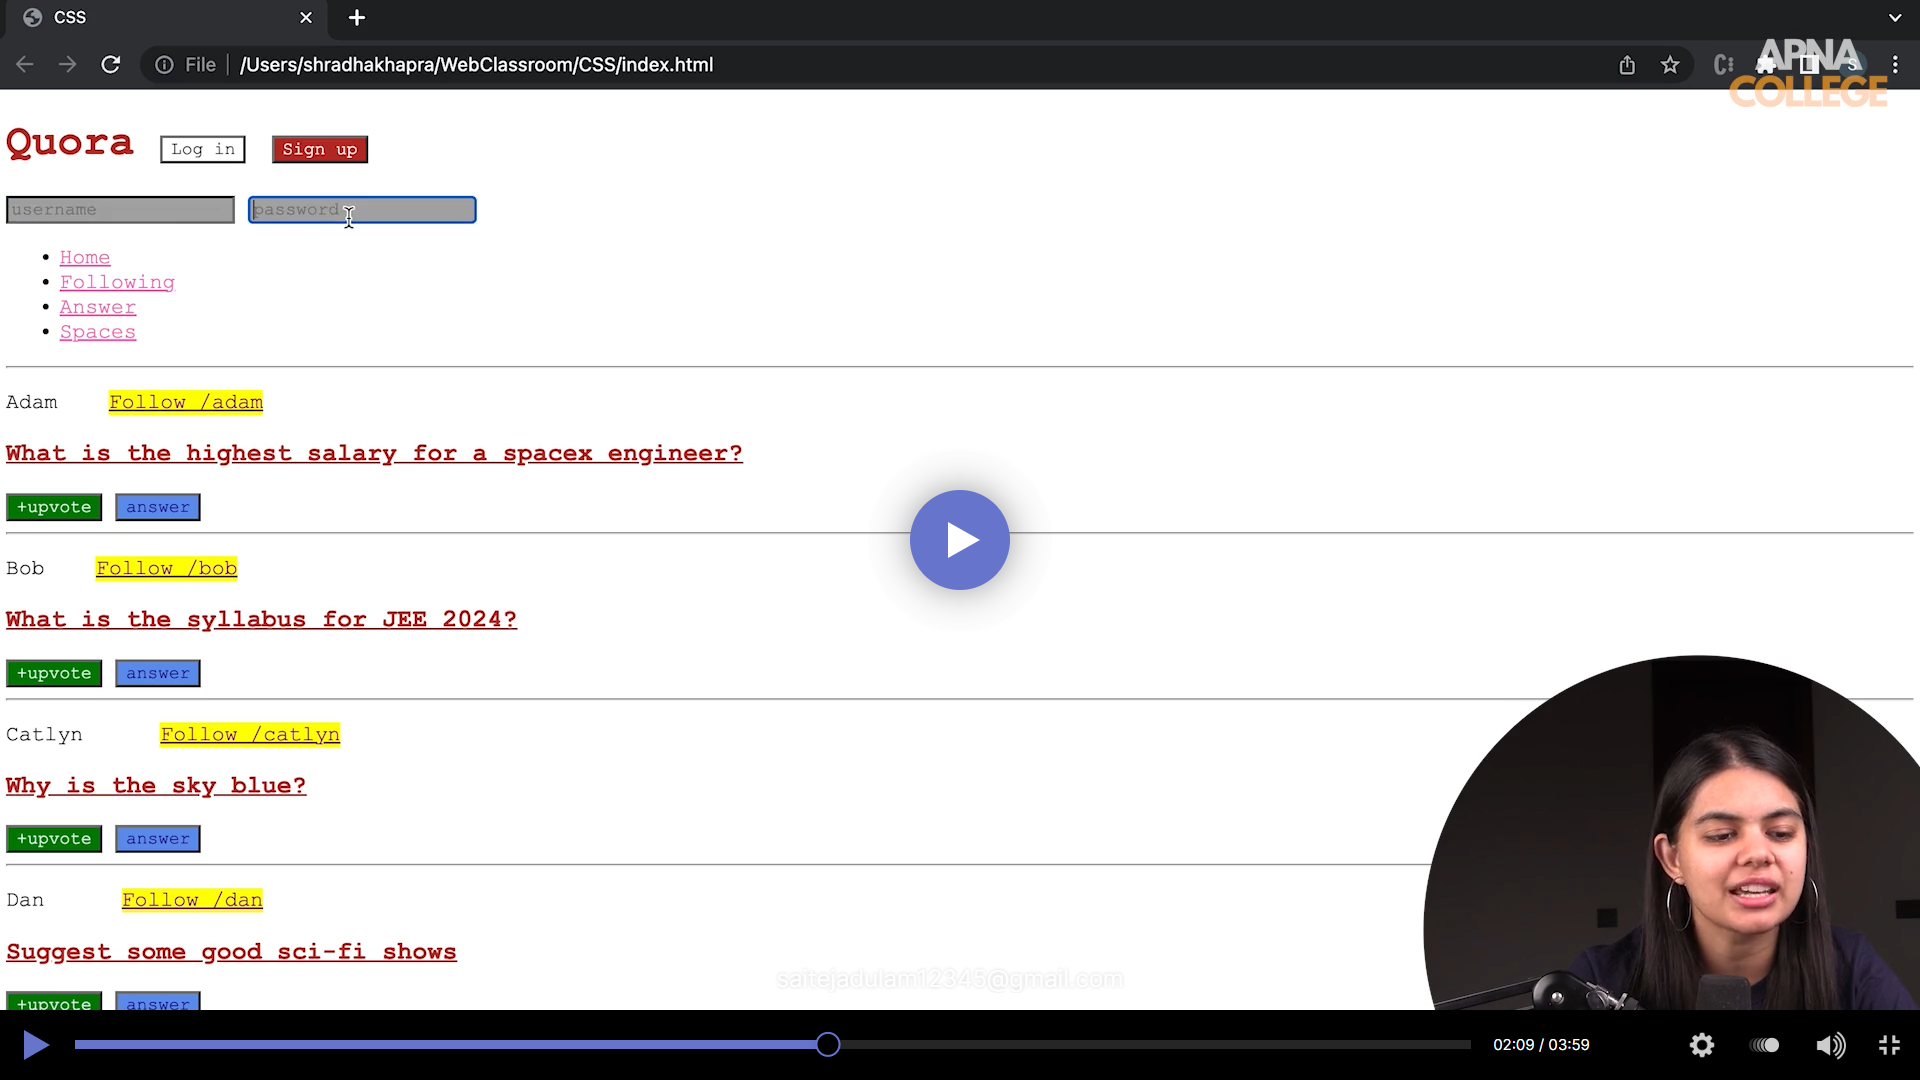 CSS
File
/Users/shradhakhapra/WebClassroom/CSS/index.html
APNA
COLLEGE
Quora
Log in
Sign up
username
password
Home
Following
Answer
Spaces
Adam
Follow /adam
What is the highest salary for a spacex engineer?
+upvote
answer
Bob
Follow /bob
What is the syllabus for JEE 2024?
+upvote
answer
Catlyn
Follow /catlyn
Why is the sky blue?
+upvote
answer
Dan
Follow /dan
Suggest some good sci-fi shows
saitejadulam12345@gmail.com
+upvote
answer
02:09 / 03:59